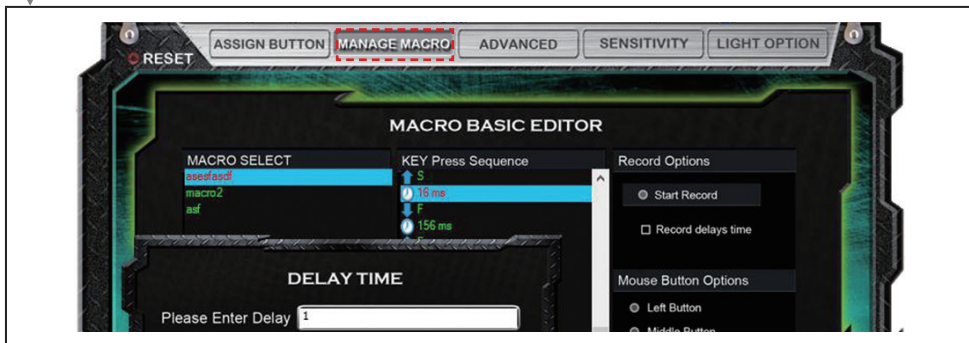 RESET
ASSIGN BUTTON
MANAGE MACRO
ADVANCED
SENSITIVITY
LIGHT OPTION
MACRO BASIC EDITOR
MACRO SELECT
asesfasdf
macro2
asf
KEY Press Sequence
S
16 ms
F
156 ms
Record Options
Start Record
Record delays time
Mouse Button Options
Left Button
Middle Button
DELAY TIME
Please Enter Delay 1